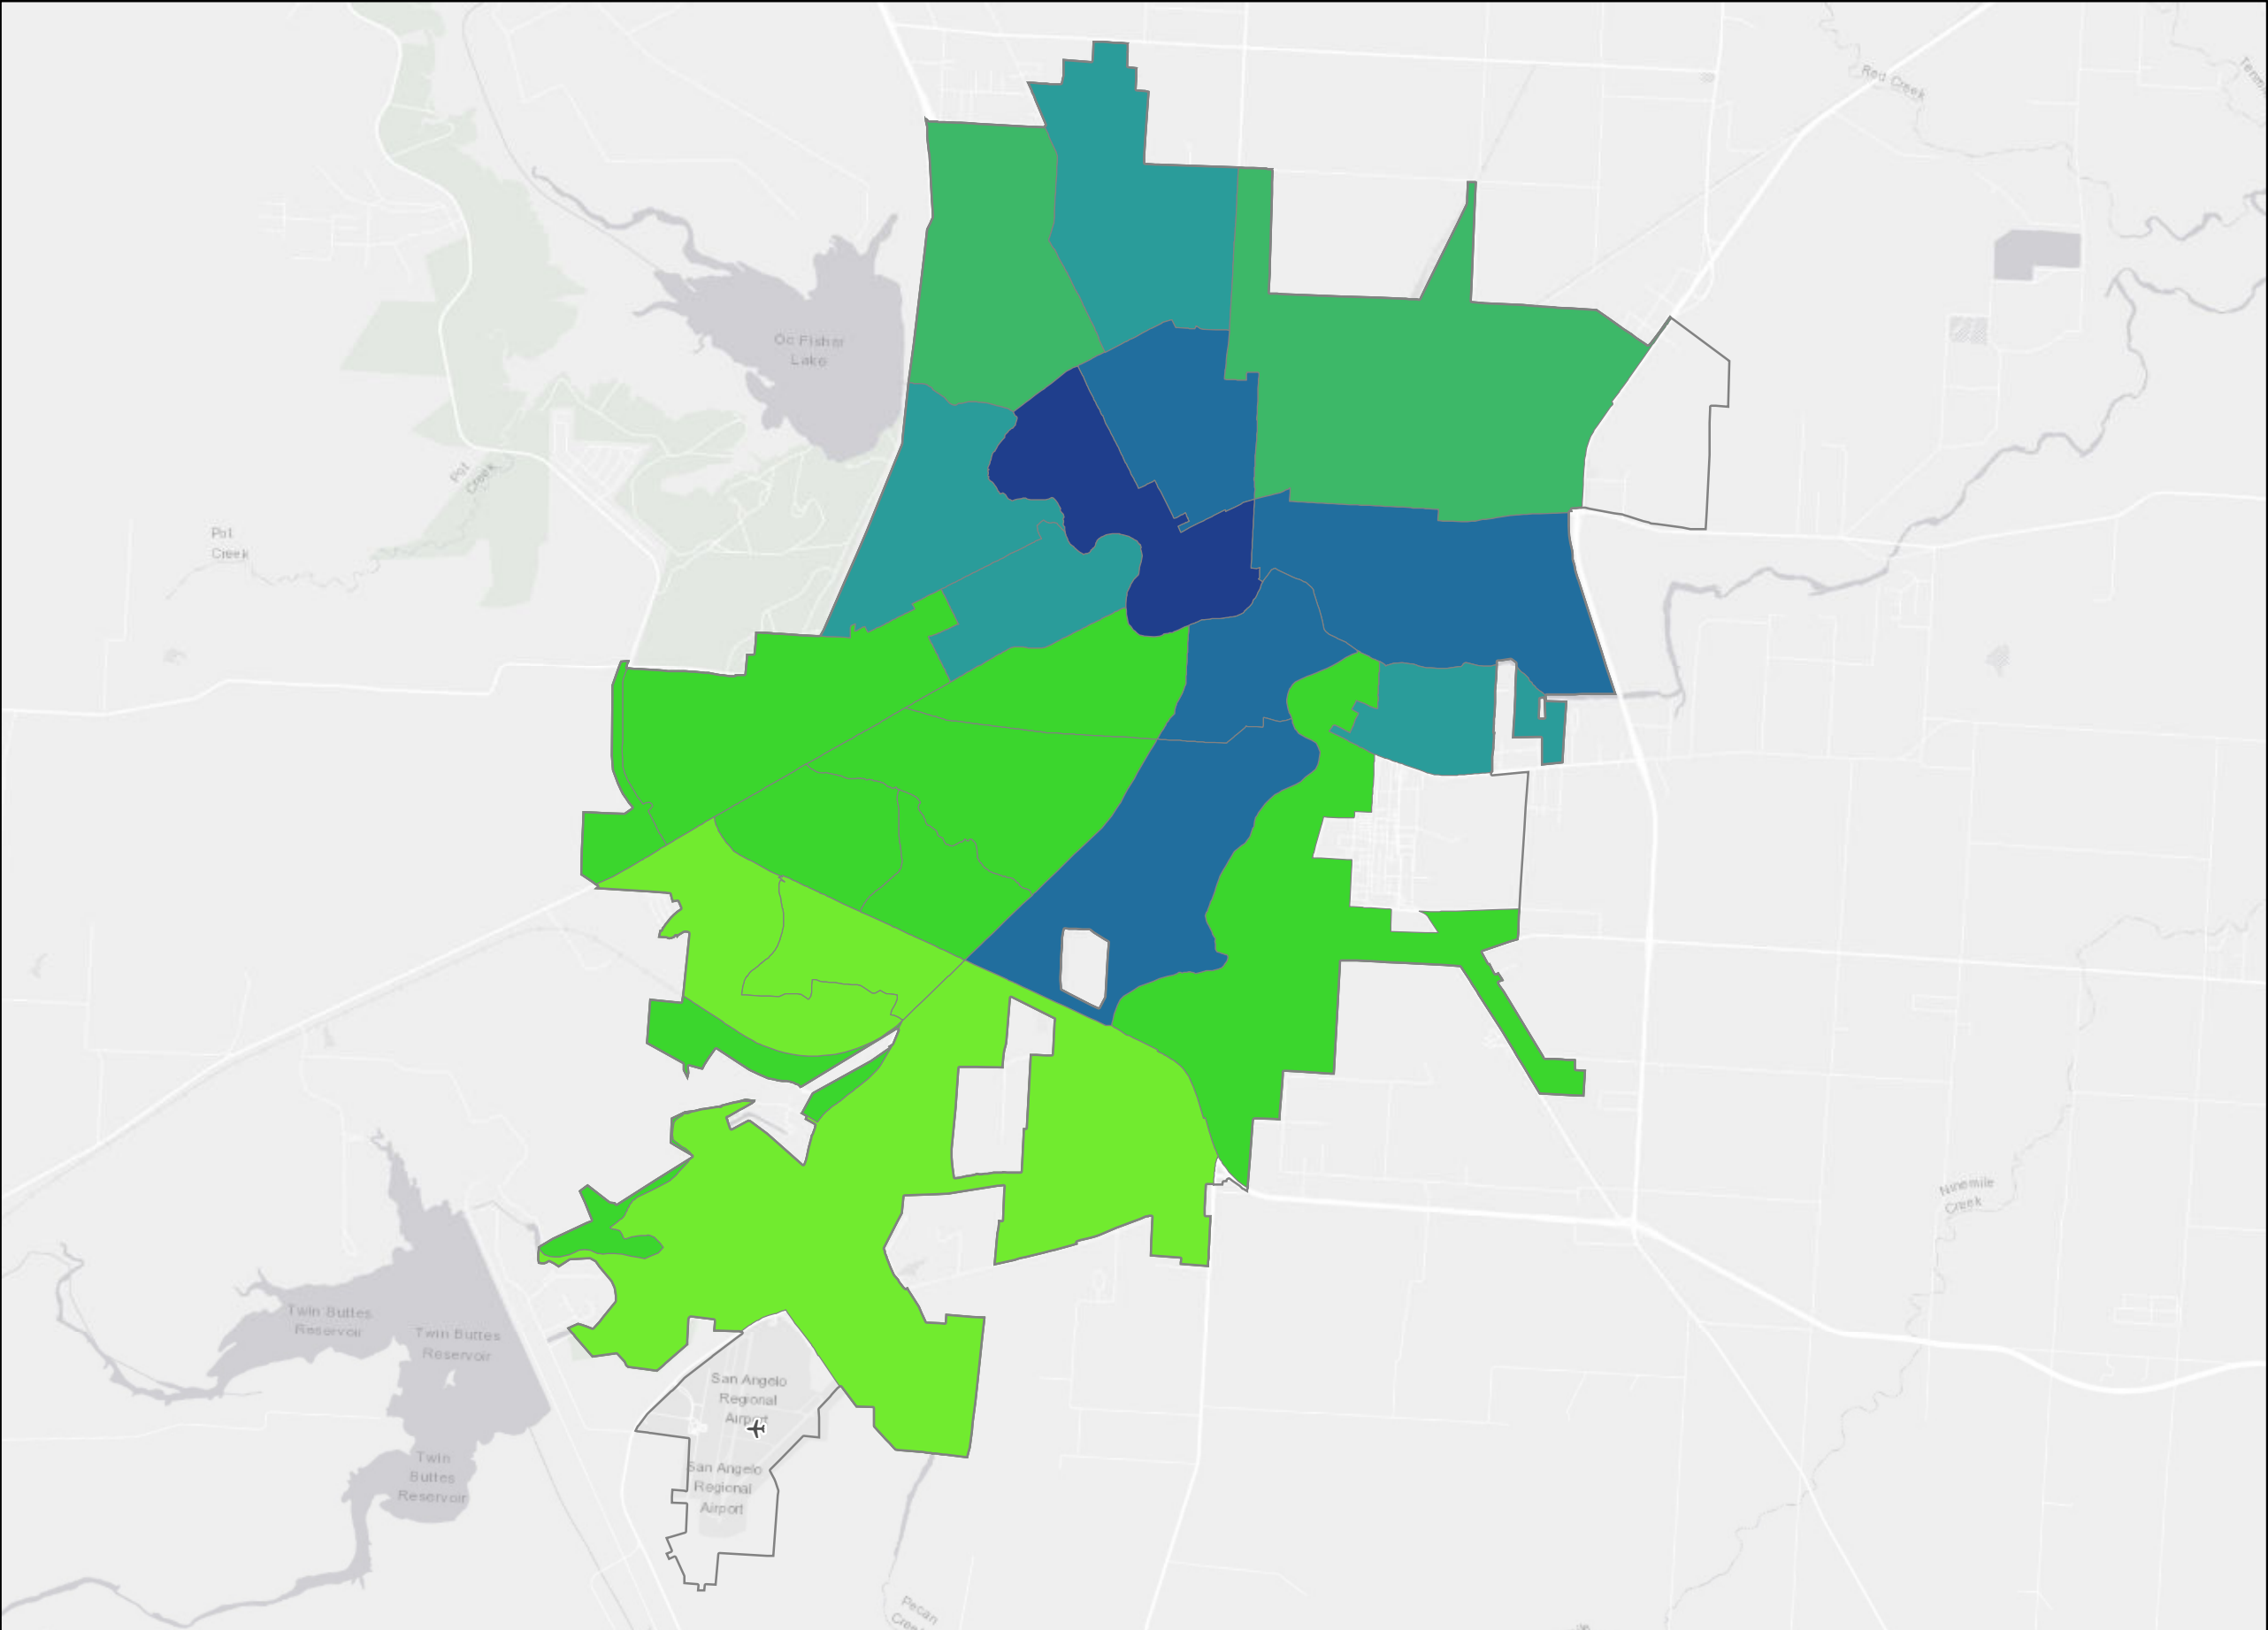 Red Creek
Oc Fisher
Lake
Pot
Creek
Pot
Creek
Ninemile
Creek
Twin Buttes
Reservoir
Twin Buttes
Reservoir
San Angelo
Regional
Airport
Twin
Buttes
Reservoir
San Angelo
Regional
Airport
Pecan